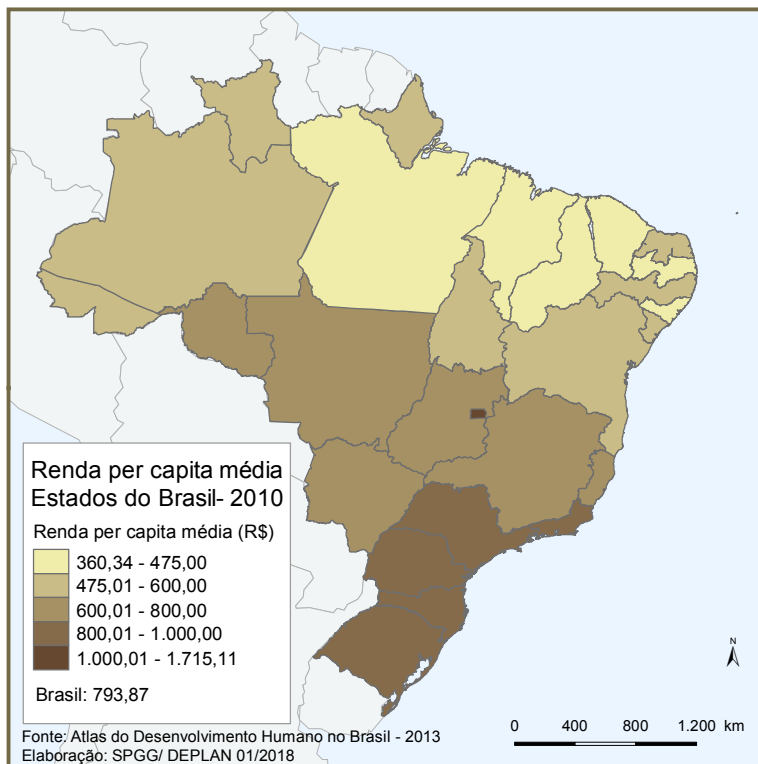 Renda per capita média
Estados do Brasil- 2010
Renda per capita média (R$)
360,34 - 475,00
475,01 - 600,00
600,01 - 800,00
800,01 - 1.000,00
1.000,01 - 1.715,11
Brasil: 793,87
N
Fonte: Atlas do Desenvolvimento Humano no Brasil - 2013
Elaboração: SPGG/ DEPLAN 01/2018
0 400 800 1.200 km